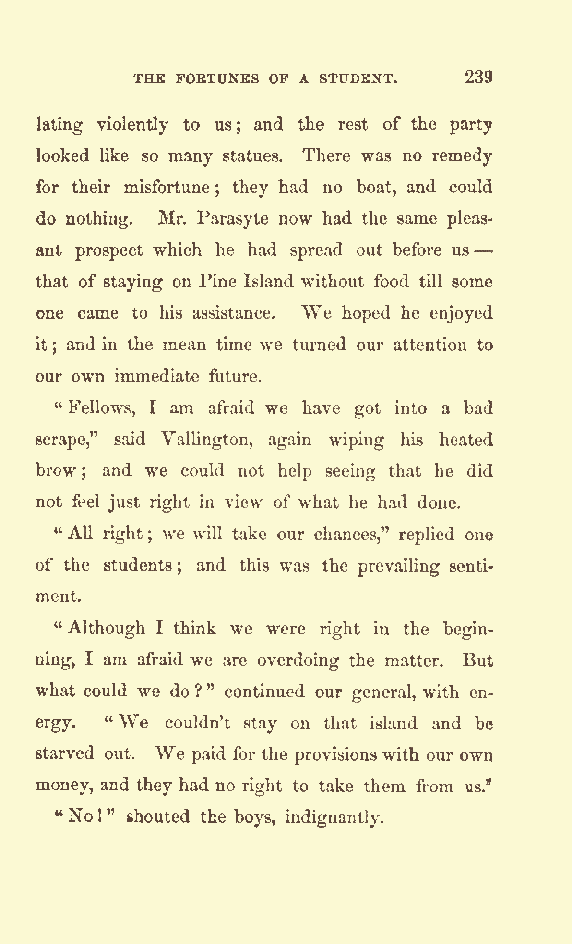 THE FORTUNES OF A STUDENT. 239
lating violently to us; and the rest of the party
looked like so many statues. There was no remedy
for their misfortune; they had no boat, and could
do nothing. Mr. Parasyte now had the same pleas-
ant prospect which he had spread out before us —
that of staying on Pine Island without food till some
one came to his assistance. We hoped he enjoyed
it; and in the mean time we turned our attention to
our own immediate future.
“Fellows, I am afraid we have got into a bad
scrape,” said Vallington, again wiping his heated
brow; and we could not help seeing that he did
not feel just right in view of what he had done.
“All right; we will take our chances,” replied one
of the students; and this was the prevailing senti-
ment.
“Although I think we were right in the begin-
ning, I am afraid we are overdoing the matter. But
what could we do?” continued our general, with en-
ergy. “We couldn’t stay on that island and be
starved out. We paid for the provisions with our own
money, and they had no right to take them from us.”
“No!” shouted the boys, indignantly.